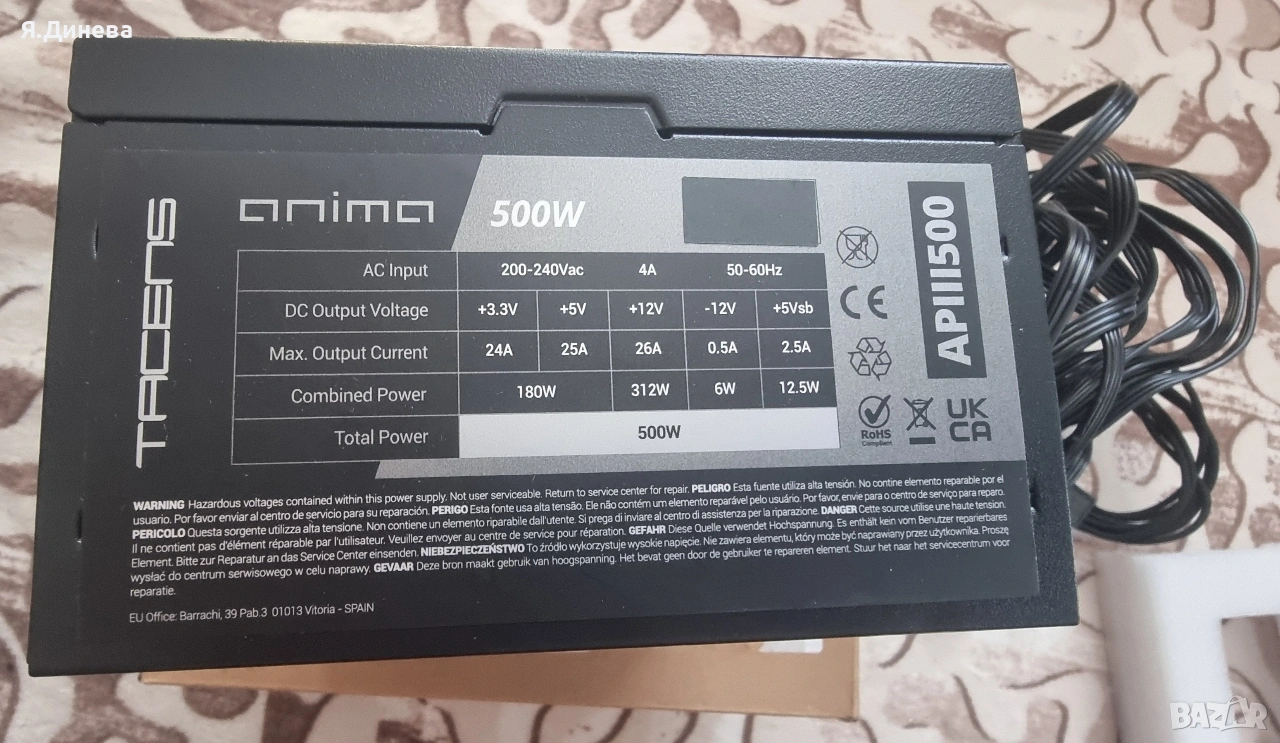 Я.Динева
TACENS
anima
500W
APIII500
AC Input 200-240Vac 4A 50-60Hz
DC Output Voltage +3.3V +5V +12V -12V +5Vsb
Max. Output Current 24A 25A 26A 0.5A 2.5A
Combined Power 180W 312W 6W 12.5W
Total Power 500W
CE
RoHS
Compliant
UK
CA
WARNING Hazardous voltages contained within this power supply. Not user serviceable. Return to service center for repair. PELIGRO Esta fuente utiliza alta tensión. No contine elemento reparable por el
usuario. Por favor enviar al centro de servicio para su reparación. PERIGO Esta fonte usa alta tensão. Ele não contém um elemento reparável pelo usuário. Por favor, envie para o centro de serviço para reparo.
PERICOLO Questa sorgente utilizza alta tensione. Non contiene un elemento riparabile dall'utente. Si prega di inviare al centro di assistenza per la riparazione. DANGER Cette source utilise une haute tension.
Il ne contient pas d'élément réparable par l'utilisateur. Veuillez envoyer au centre de service pour réparation. GEFAHR Diese Quelle verwendet Hochspannung. Es enthält kein vom Benutzer reparierbares
Element. Bitte zur Reparatur an das Service Center einsenden. NIEBEZPIECZEŃSTWO To źródło wykorzystuje wysokie napięcie. Nie zawiera elementu, który może być naprawiany przez użytkownika. Proszę
wysłać do centrum serwisowego w celu naprawy. GEVAAR Deze bron maakt gebruik van hoogspanning. Het bevat geen door de gebruiker te repareren element. Stuur het naar het servicecentrum voor
reparatie.
EU Office: Barrachi, 39 Pab.3 01013 Vitoria - SPAIN
BAZAR